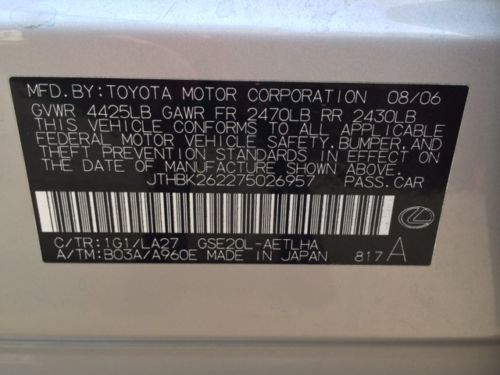 MFD.BY:TOYOTA MOTOR CORPORATION 08/06
GVWR 4425LB GAWR FR 2470LB RR 2430LB
THIS VEHICLE CONFORMS TO ALL APPLICABLE
FEDERAL MOTOR VEHICLE SAFETY,BUMPER,AND
THEFT PREVENTION STANDARDS IN EFFECT ON
THE DATE OF MANUFACTURE SHOWN ABOVE.
JTHBK262275026957 PASS.CAR
C/TR:1G1/LA27 GSE20L-AETLHA
A/TM:B03A/A960E MADE IN JAPAN 817A